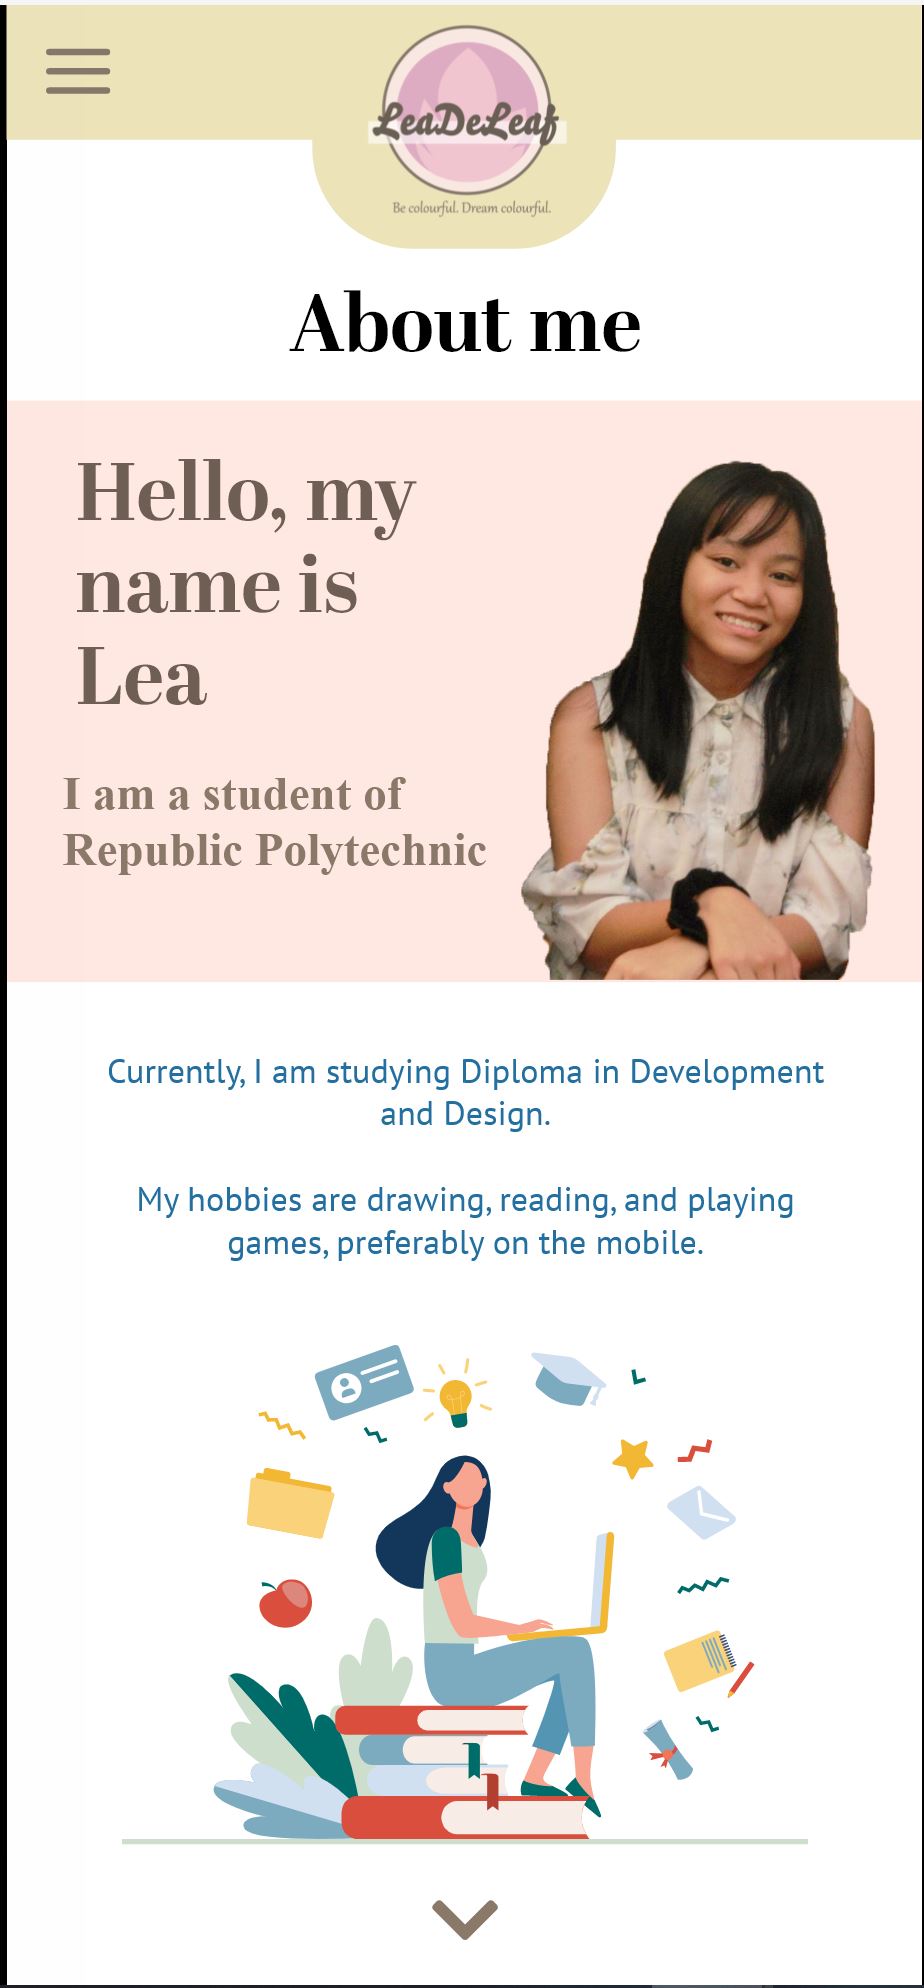 LeaDeLeaf
Be colourful. Dream colourful.
About me
Hello, my
name is
Lea
I am a student of
Republic Polytechnic
Currently, I am studying Diploma in Development
and Design.
My hobbies are drawing, reading, and playing
games, preferably on the mobile.